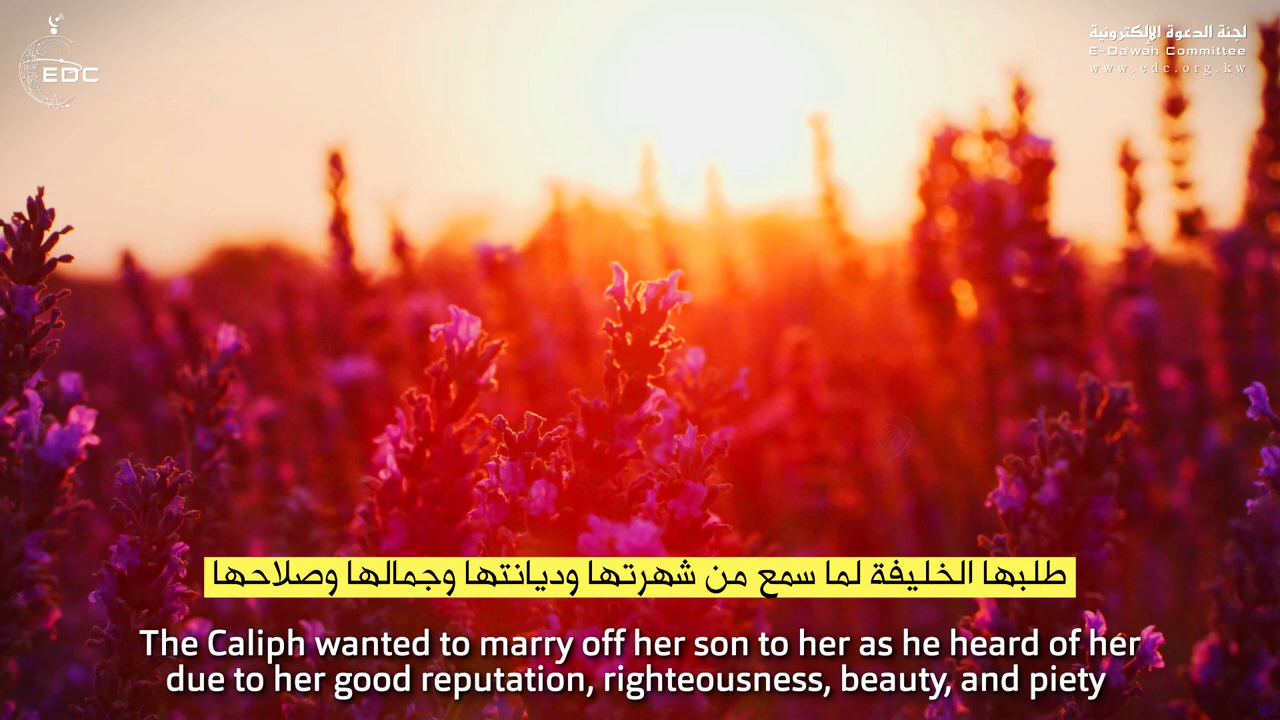 EDC
لجنة الدعوة الإلكترونية
E-Da'wah Committee
www.edc.org.kw
طلبها الخليفة لما سمع من شهرتها وديانتها وجمالها وصلاحها
The Caliph wanted to marry off her son to her as he heard of her
due to her good reputation, righteousness, beauty, and piety